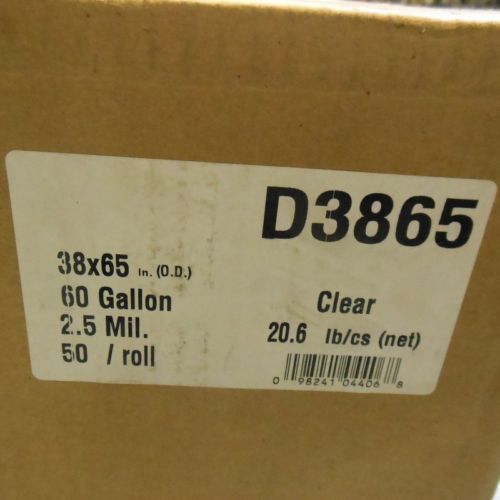 D3865
38x65 In. (O.D.)
60 Gallon
2.5 Mil.
50 / roll
Clear
20.6 lb/cs (net)
0 98241 04406 8